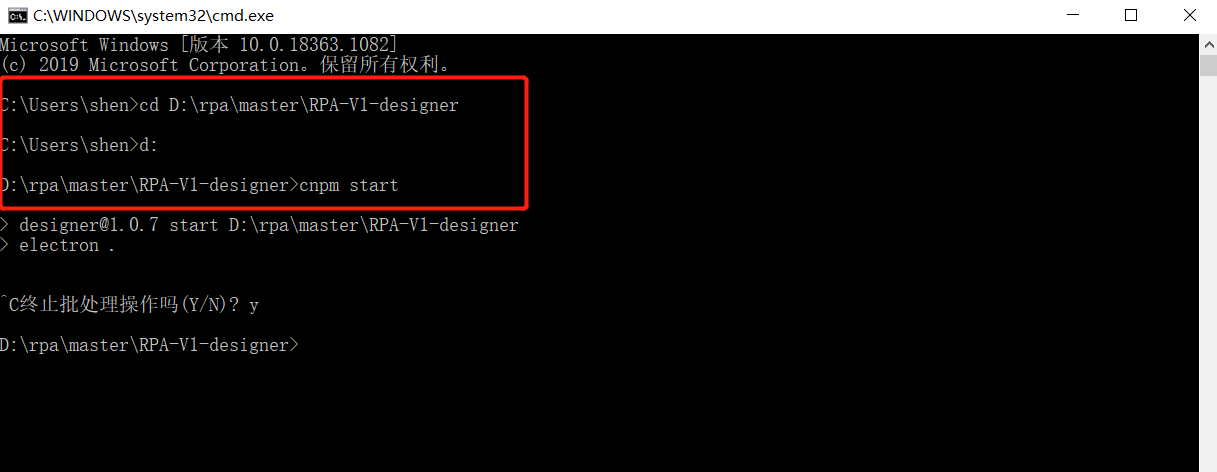 C:\WINDOWS\system32\cmd.exe
Microsoft Windows [版本 10.0.18363.1082]
(c) 2019 Microsoft Corporation。保留所有权利。
C:\Users\shen>cd D:\rpa\master\RPA-V1-designer
C:\Users\shen>d:
D:\rpa\master\RPA-V1-designer>cnpm start
> designer@1.0.7 start D:\rpa\master\RPA-V1-designer
> electron .
^C终止批处理操作吗(Y/N)? y
D:\rpa\master\RPA-V1-designer>